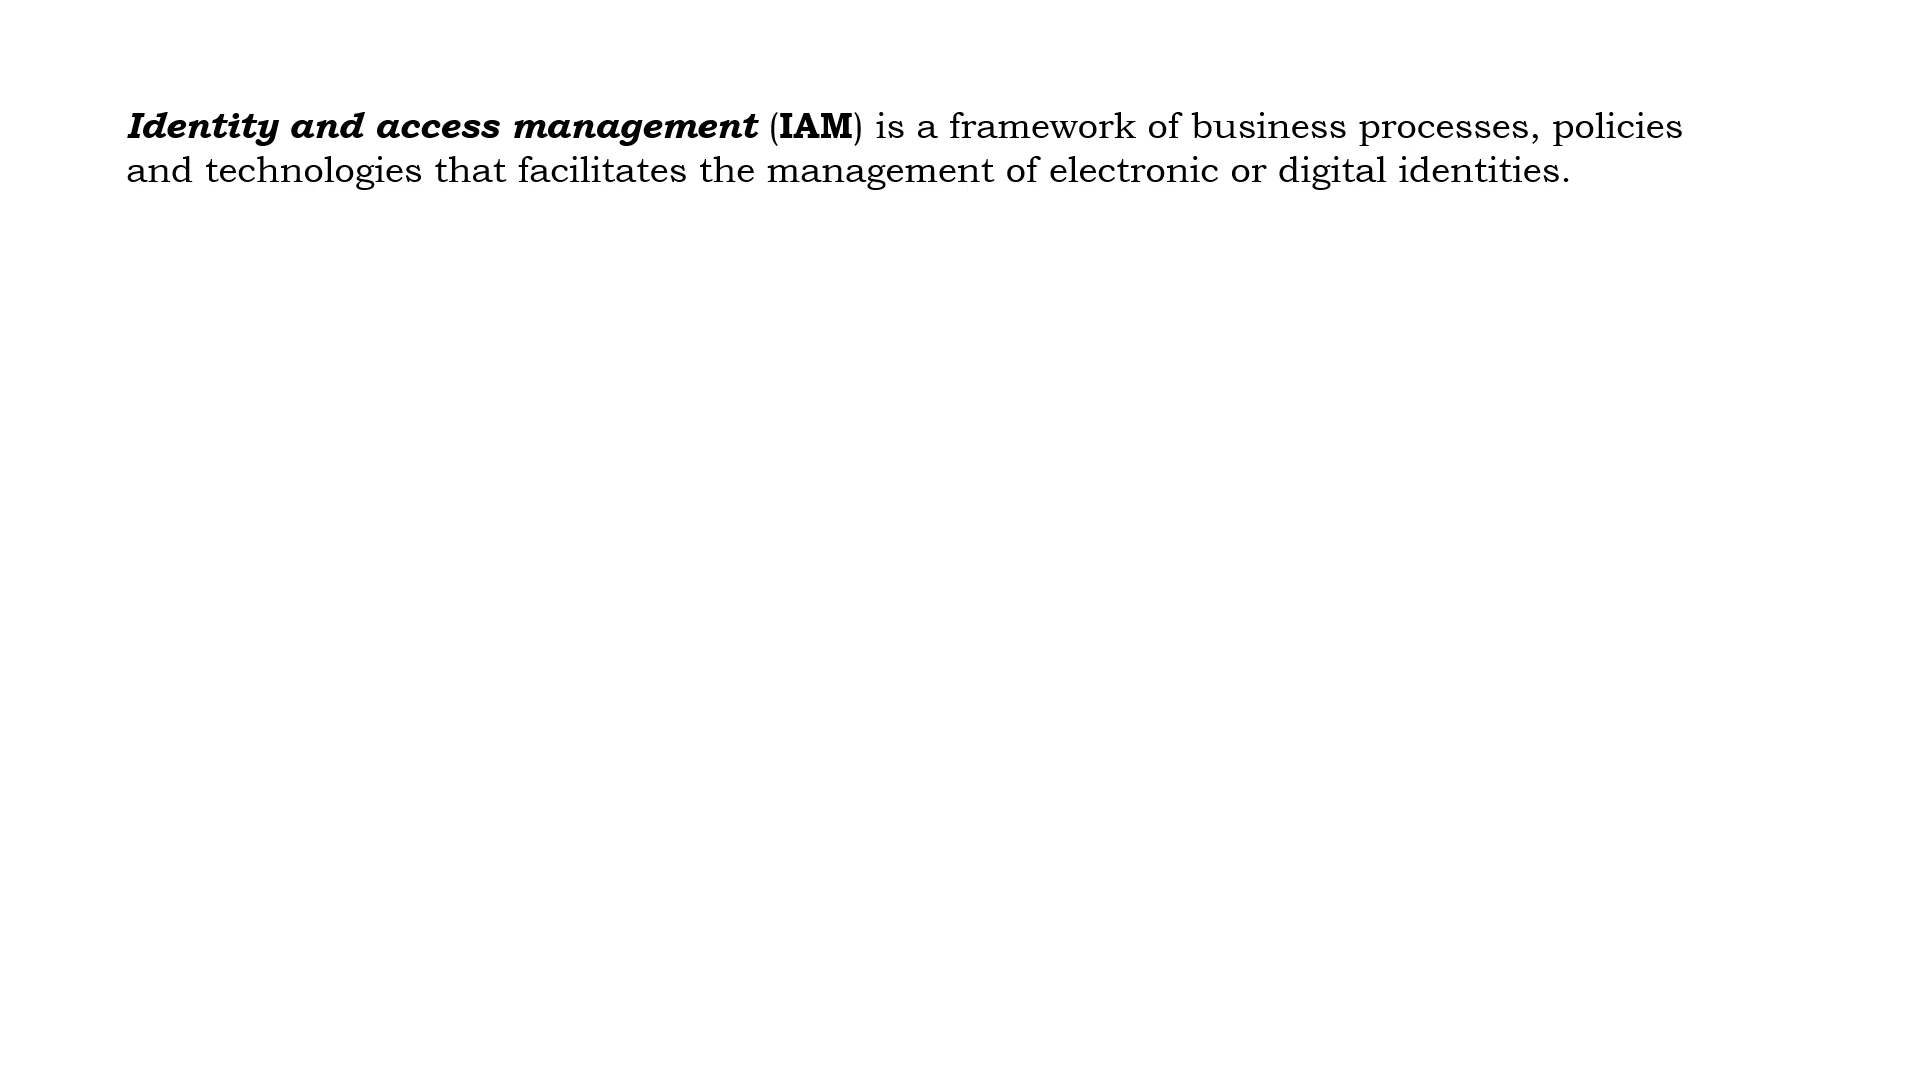 Identity and access management (IAM) is a framework of business processes, policies
and technologies that facilitates the management of electronic or digital identities.